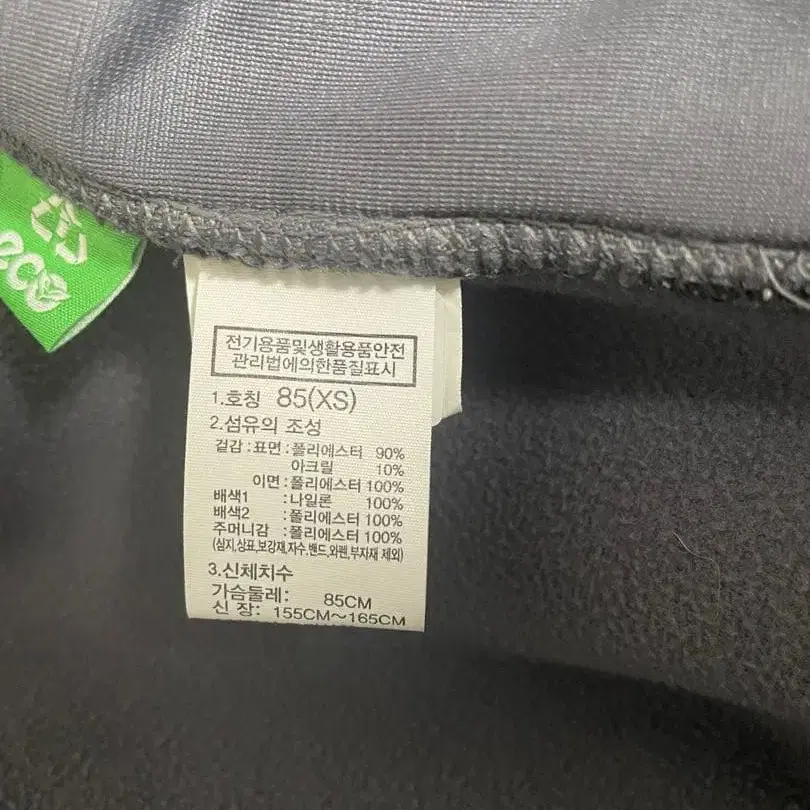 eco
전기용품및생활용품안전
관리법에의한품질표시
1.호칭 85(XS)
2.섬유의 조성
겉감 : 표면 : 폴리에스터 90%
아크릴 10%
이면 : 폴리에스터 100%
배색1 : 나일론 100%
배색2 : 폴리에스터 100%
주머니감 : 폴리에스터 100%
(심지,상표,보강재,자수,밴드,와펜,부자재 제외)
3.신체치수
가슴둘레: 85CM
신 장: 155CM~165CM